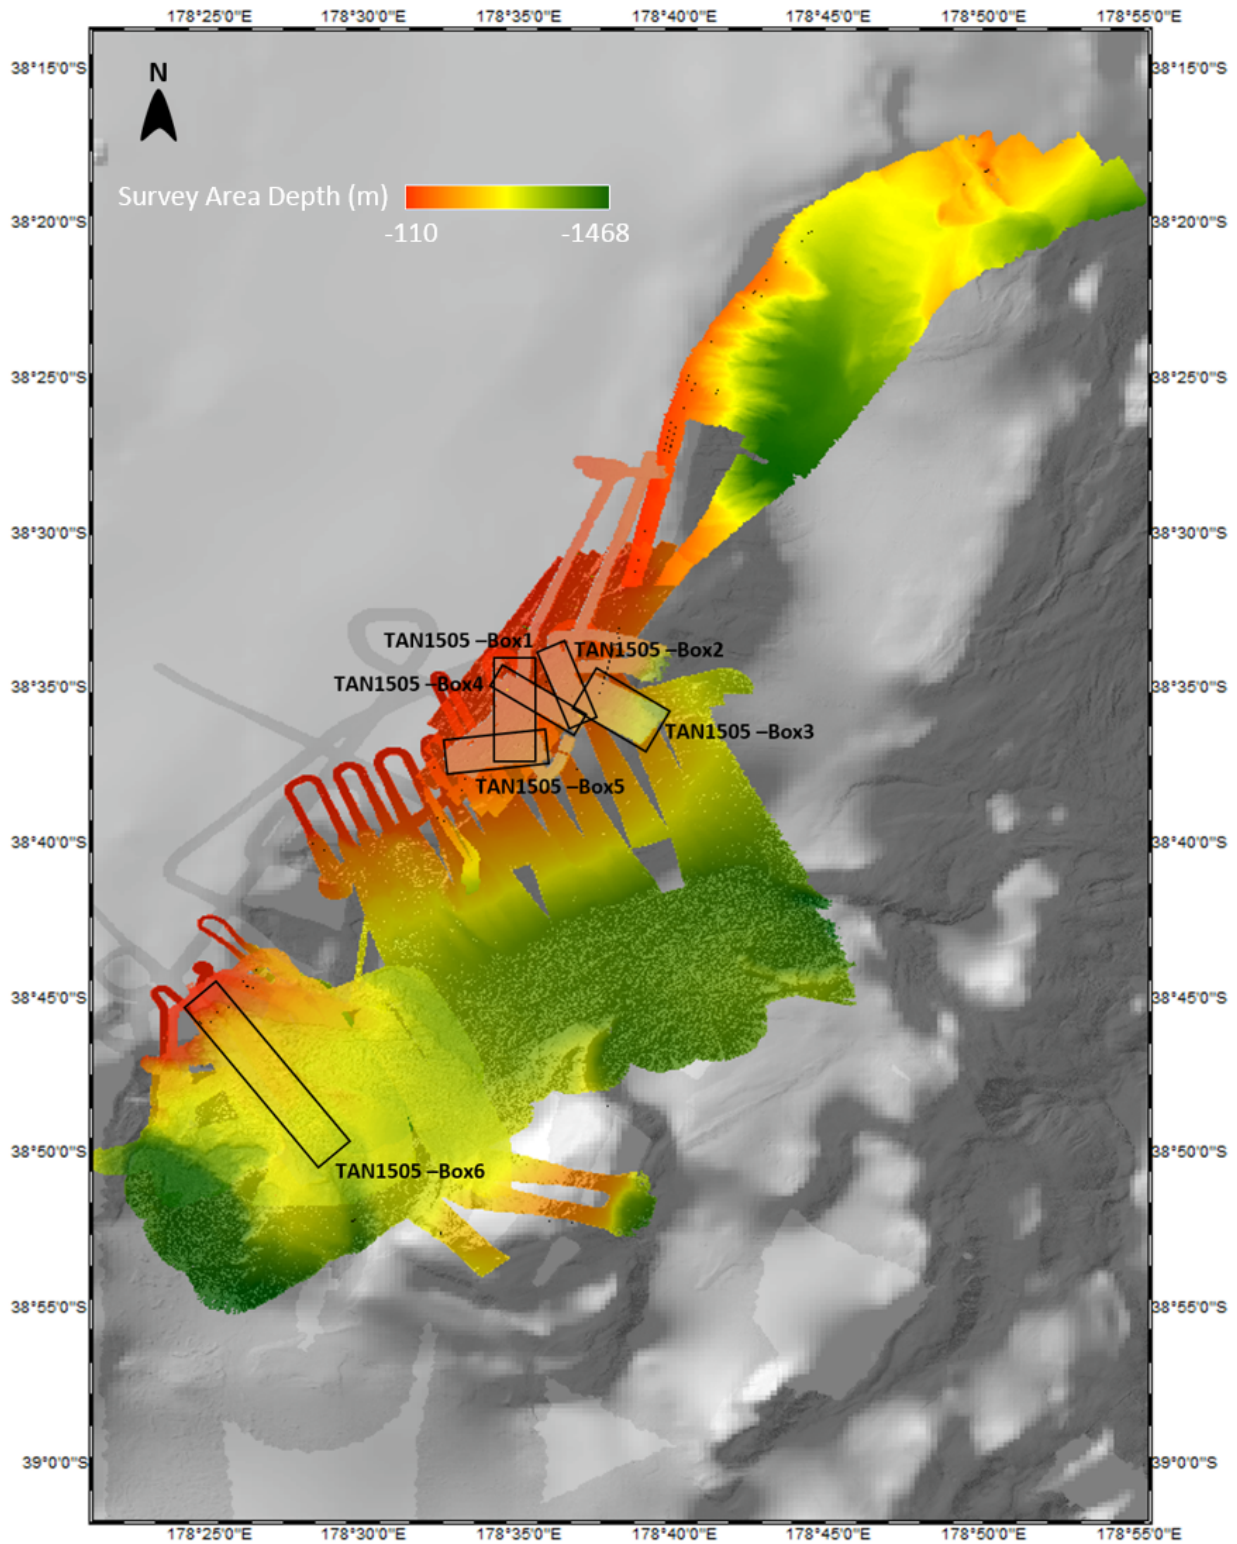 178°25'0"E 178°30'0"E 178°35'0"E 178°40'0"E 178°45'0"E 178°50'0"E 178°55'0"E
38°15'0"S 38°15'0"S
N
Survey Area Depth (m)
-110 -1468
38°20'0"S 38°20'0"S
38°25'0"S 38°25'0"S
38°30'0"S 38°30'0"S
TAN1505 –Box1
TAN1505 –Box2
TAN1505 –Box4
38°35'0"S 38°35'0"S
TAN1505 –Box3
TAN1505 –Box5
38°40'0"S 38°40'0"S
38°45'0"S 38°45'0"S
38°50'0"S 38°50'0"S
TAN1505 –Box6
38°55'0"S 38°55'0"S
39°0'0"S 39°0'0"S
178°25'0"E 178°30'0"E 178°35'0"E 178°40'0"E 178°45'0"E 178°50'0"E 178°55'0"E